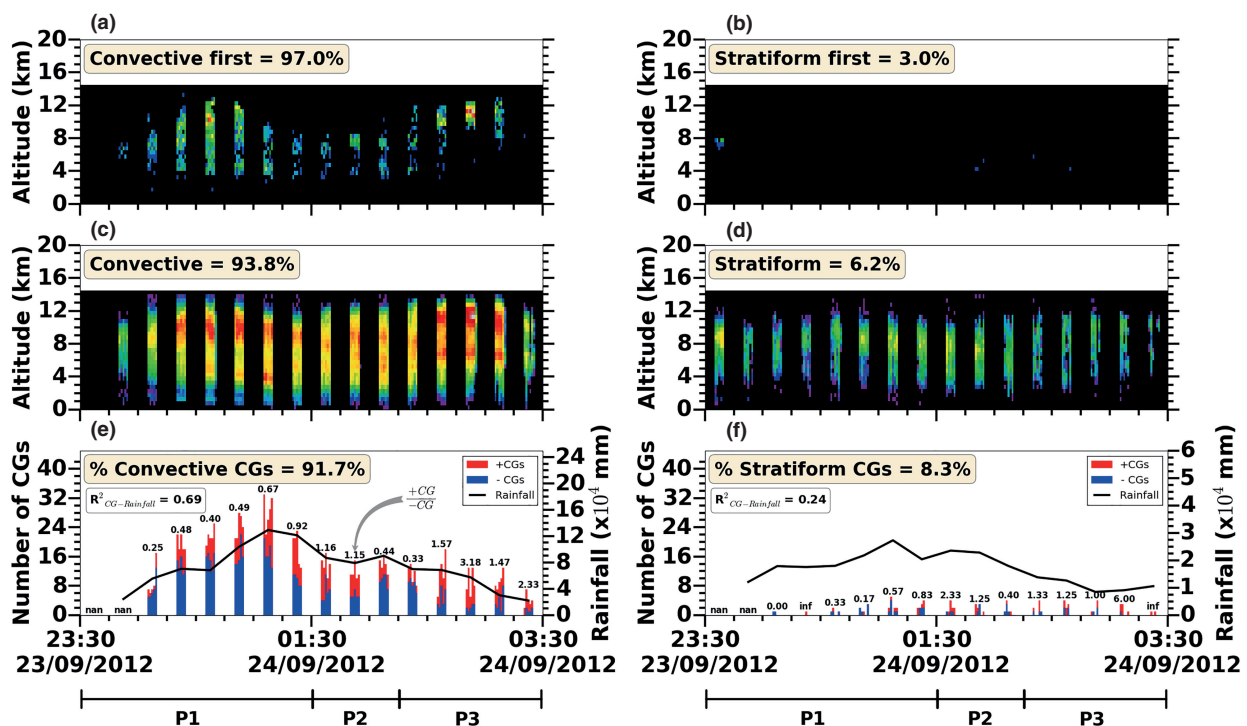 (a)
Convective first = 97.0%
Altitude (km)
20
16
12
8
4
0
(b)
Stratiform first = 3.0%
Altitude (km)
20
16
12
8
4
0
(c)
Convective = 93.8%
Altitude (km)
20
16
12
8
4
0
(d)
Stratiform = 6.2%
Altitude (km)
20
16
12
8
4
0
(e)
% Convective CGs = 91.7%
R²CG−Rainfall = 0.69
+CG
−CG
+CGs
- CGs
Rainfall
Number of CGs
40
32
24
16
8
0
nan nan 0.25 0.48 0.40 0.49 0.67 0.92 1.16 1.15 0.44 0.33 1.57 3.18 1.47 2.33
24
20
16
12
8
4
0
Rainfall (x10⁴ mm)
23:30 01:30 03:30
23/09/2012 24/09/2012 24/09/2012
P1 P2 P3
(f)
% Stratiform CGs = 8.3%
R²CG−Rainfall = 0.24
+CGs
- CGs
Rainfall
Number of CGs
40
32
24
16
8
0
nan nan 0.00 inf 0.33 0.17 0.57 0.83 2.33 1.25 0.40 1.33 1.25 1.00 6.00 inf
6
5
4
3
2
1
0
Rainfall (x10⁴ mm)
23:30 01:30 03:30
23/09/2012 24/09/2012 24/09/2012
P1 P2 P3